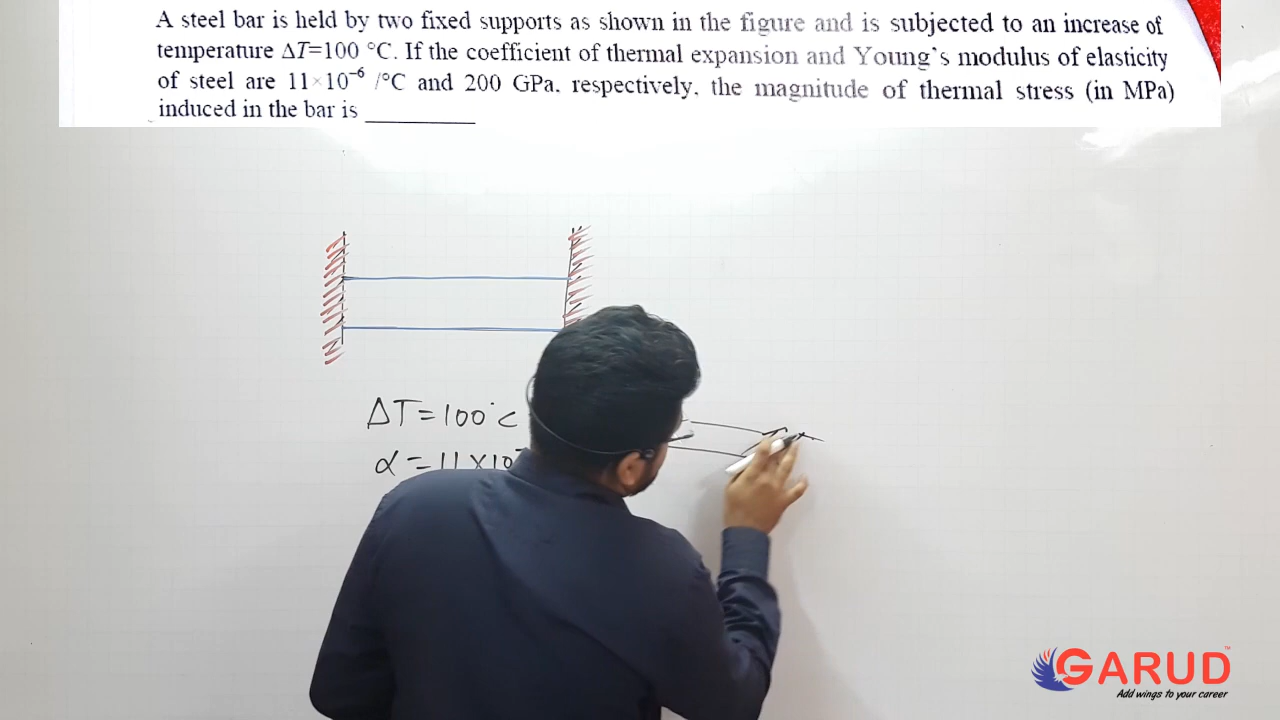 A steel bar is held by two fixed supports as shown in the figure and is subjected to an increase of
temperature ΔT=100 °C. If the coefficient of thermal expansion and Young`s modulus of elasticity
of steel are 11×10⁻⁶ /°C and 200 GPa, respectively, the magnitude of thermal stress (in MPa)
induced in the bar is ___________
ΔT = 100°C
α = 11 × 10
GARUD
Add wings to your career